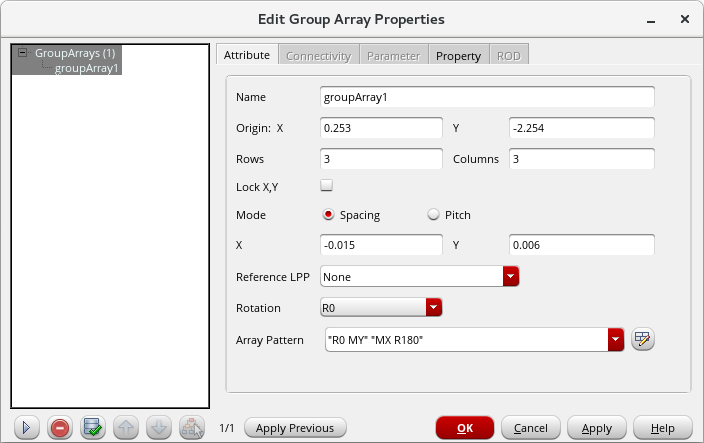 Edit Group Array Properties
GroupArrays (1)
groupArray1
Attribute Connectivity Parameter Property ROD
Name groupArray1
Origin: X 0.253 Y -2.254
Rows 3 Columns 3
Lock X,Y
Mode Spacing Pitch
X -0.015 Y 0.006
Reference LPP None
Rotation R0
Array Pattern "R0 MY" "MX R180"
1/1 Apply Previous OK Cancel Apply Help